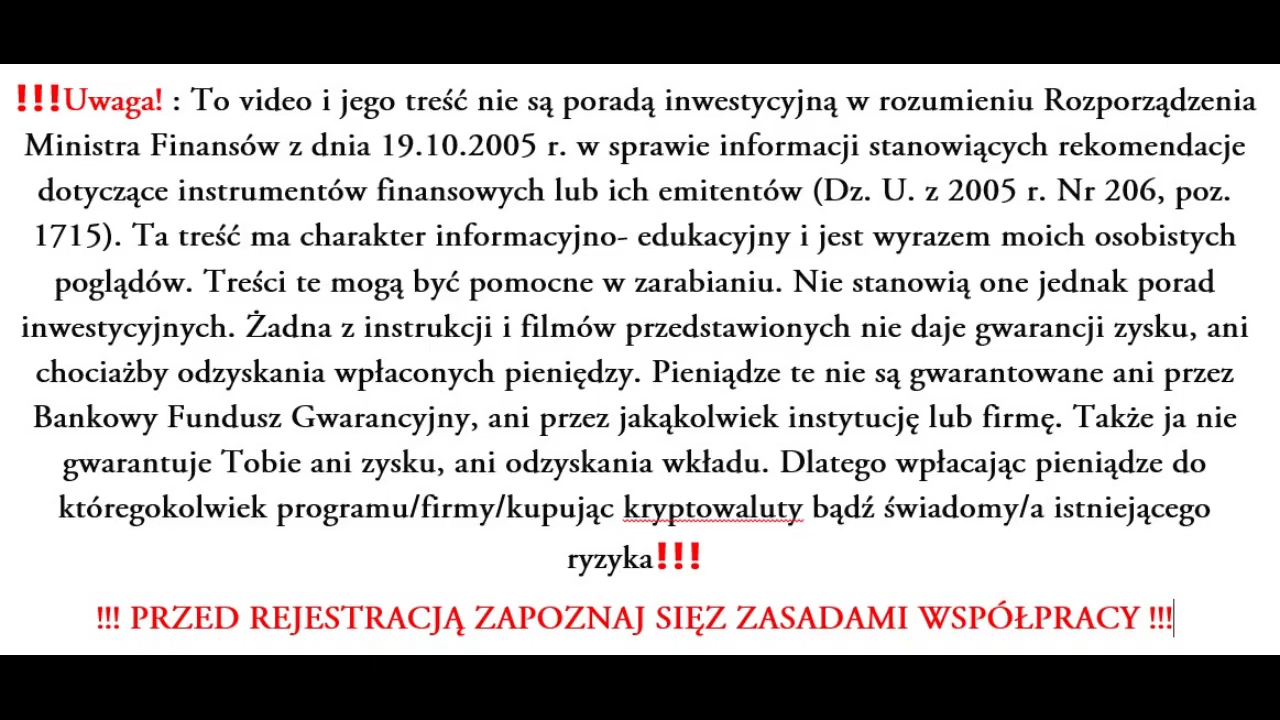 !!!Uwaga! : To video i jego treść nie są poradą inwestycyjną w rozumieniu Rozporządzenia
Ministra Finansów z dnia 19.10.2005 r. w sprawie informacji stanowiących rekomendacje
dotyczące instrumentów finansowych lub ich emitentów (Dz. U. z 2005 r. Nr 206, poz.
1715). Ta treść ma charakter informacyjno- edukacyjny i jest wyrazem moich osobistych
poglądów. Treści te mogą być pomocne w zarabianiu. Nie stanowią one jednak porad
inwestycyjnych. Żadna z instrukcji i filmów przedstawionych nie daje gwarancji zysku, ani
chociażby odzyskania wpłaconych pieniędzy. Pieniądze te nie są gwarantowane ani przez
Bankowy Fundusz Gwarancyjny, ani przez jakąkolwiek instytucję lub firmę. Także ja nie
gwarantuje Tobie ani zysku, ani odzyskania wkładu. Dlatego wpłacając pieniądze do
któregokolwiek programu/firmy/kupując kryptowaluty bądź świadomy/a istniejącego
ryzyka!!!
!!! PRZED REJESTRACJĄ ZAPOZNAJ SIĘZ ZASADAMI WSPÓŁPRACY !!!